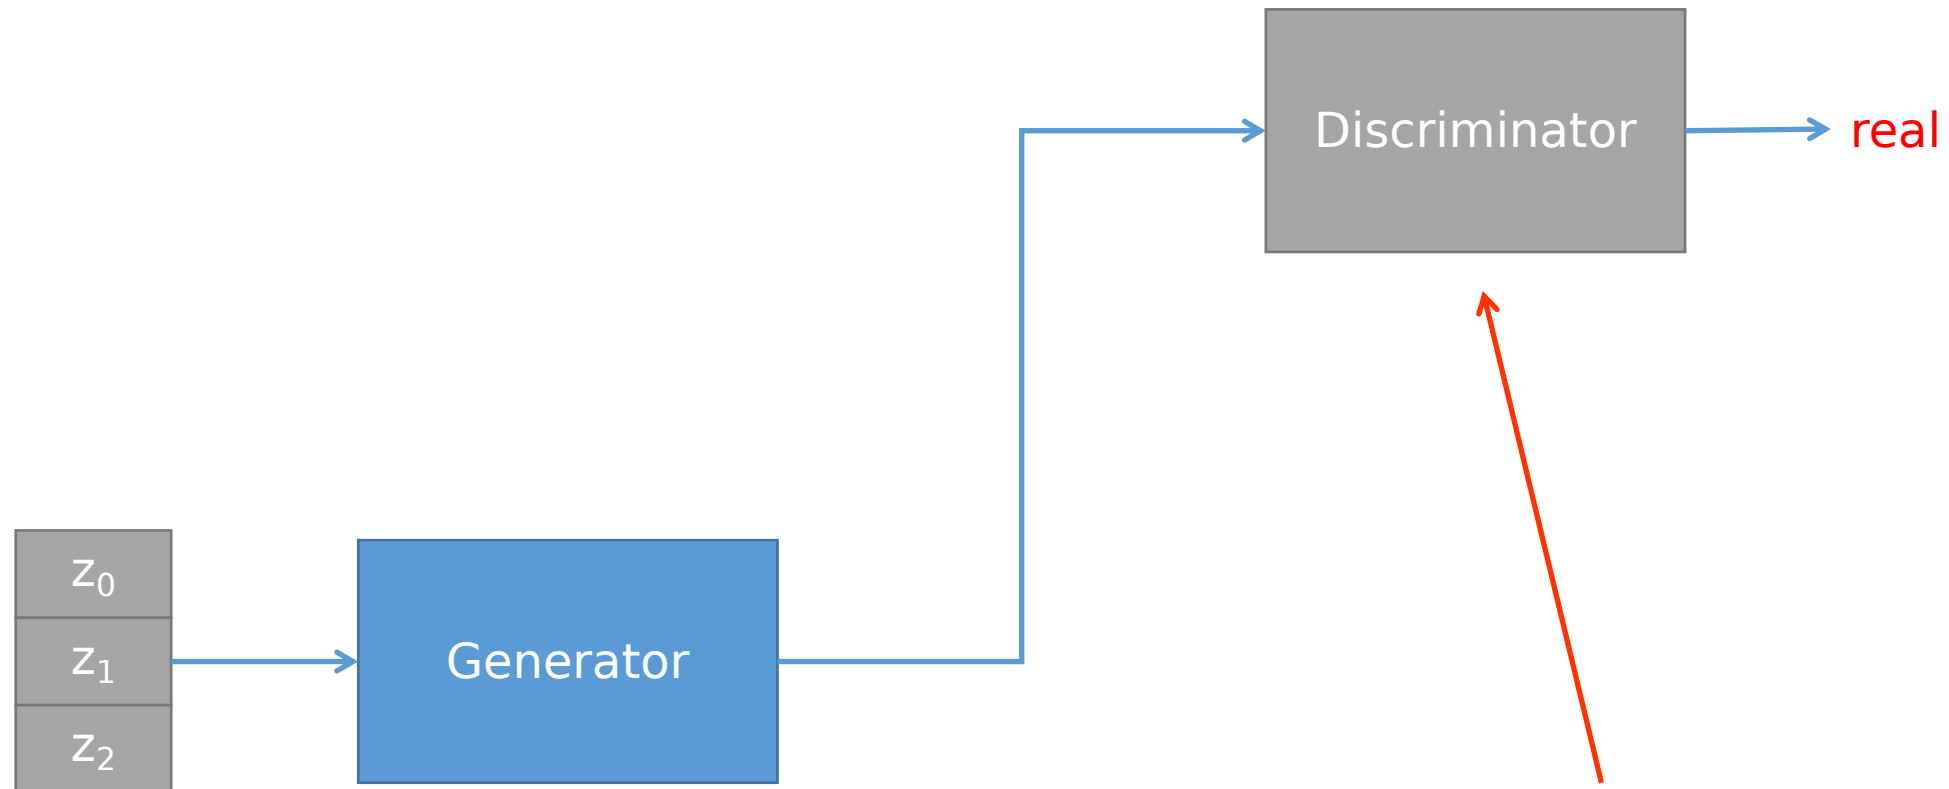 Discriminator
real
z₀
z₁
Generator
z₂